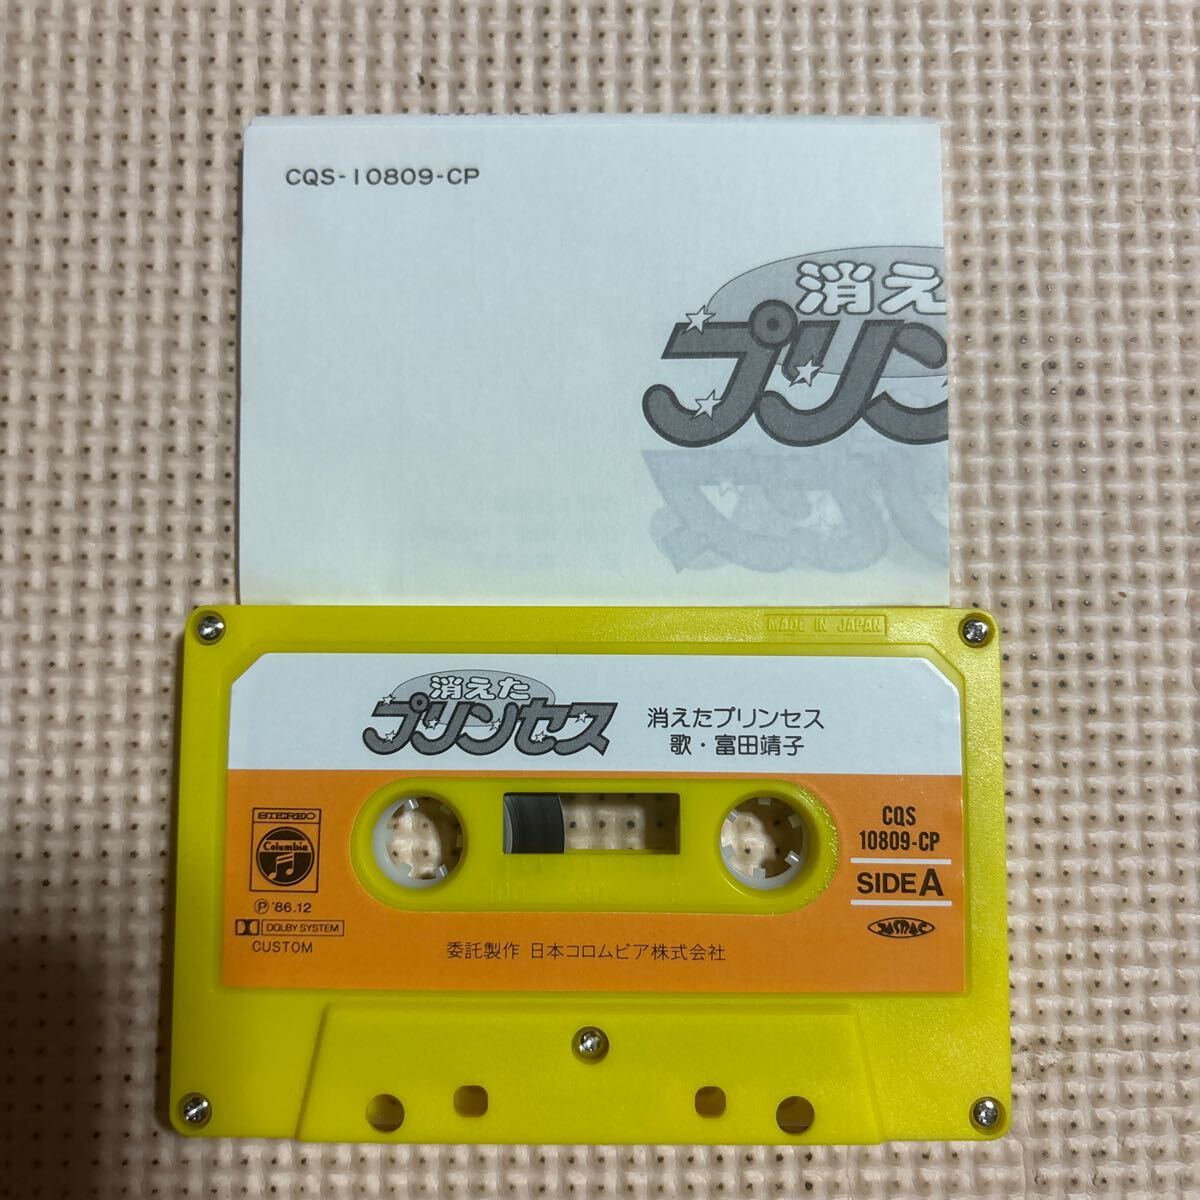 CQS-10809-CP
消え
プリン
MADE IN JAPAN
消えた
プリンセス
消えたプリンセス
歌・富田靖子
STEREO
Columbia
Ⓟ'86.12
DOLBY SYSTEM
CUSTOM
100 50 0
CQS
10809-CP
SIDE A
委託製作 日本コロムビア株式会社